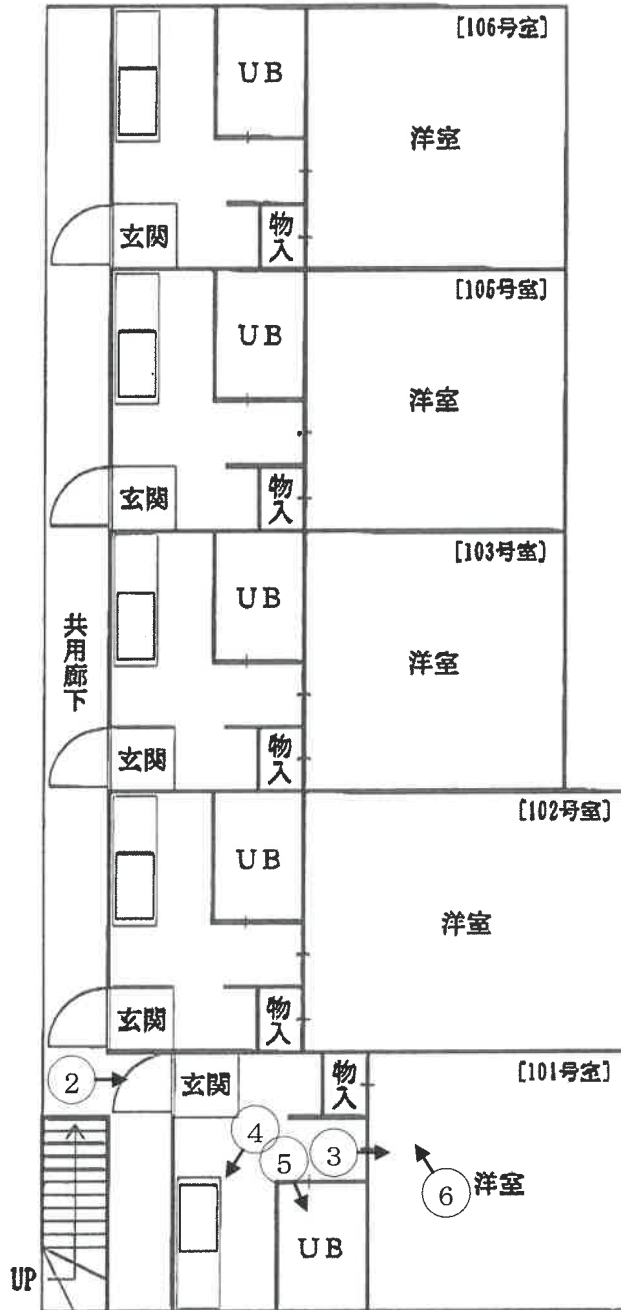 [106号室]
UB
洋室
玄関
物入
[105号室]
UB
洋室
玄関
物入
[103号室]
UB
洋室
共用廊下
玄関
物入
[102号室]
UB
洋室
玄関
物入
[101号室]
②
玄関
物入
④
⑤
③
⑥
洋室
UB
UP